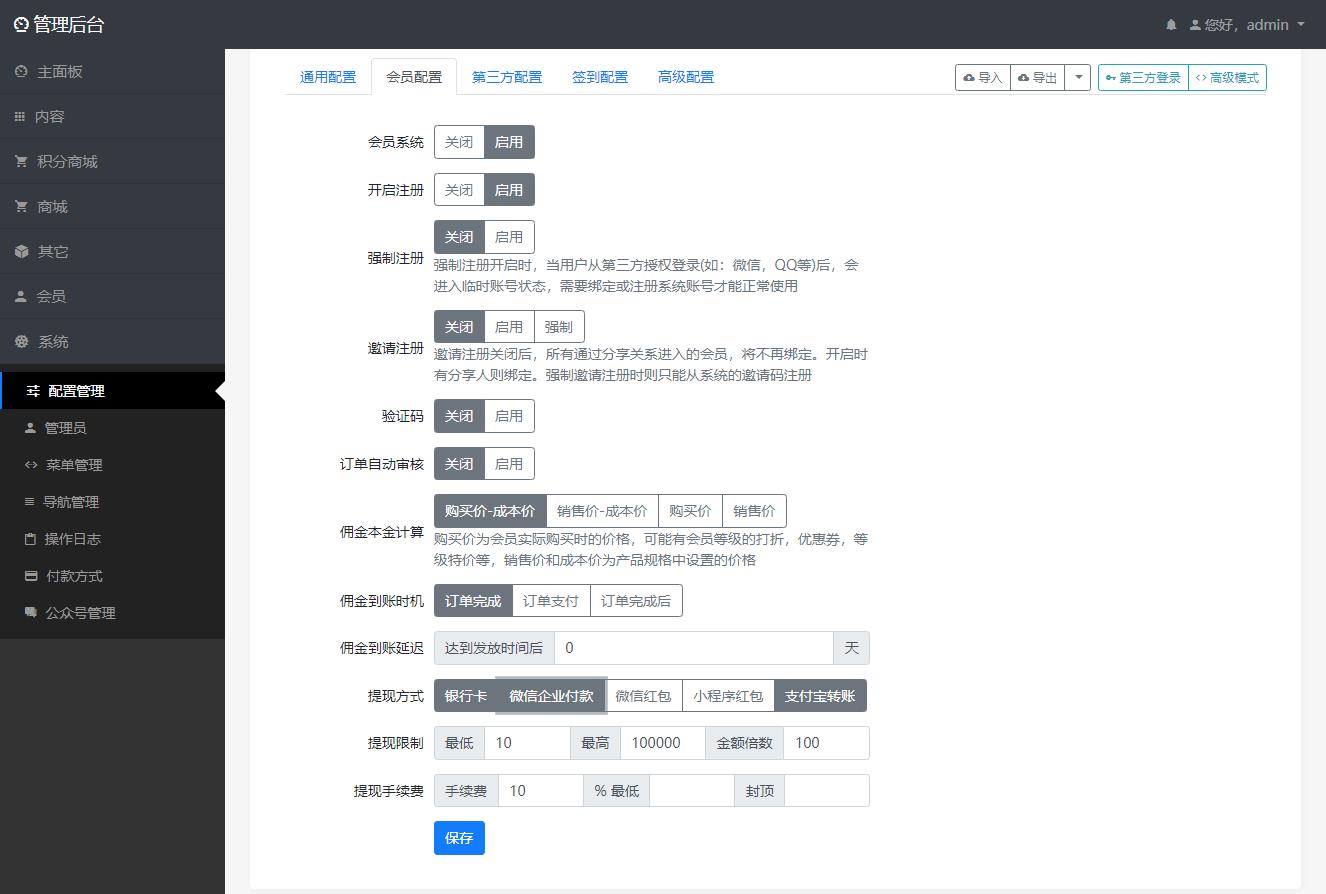 管理后台
您好，admin
主面板
内容
积分商城
商城
其它
会员
系统
配置管理
管理员
菜单管理
导航管理
操作日志
付款方式
公众号管理
通用配置 会员配置 第三方配置 签到配置 高级配置
导入 导出 第三方登录 高级模式
会员系统 关闭 启用
开启注册 关闭 启用
强制注册 关闭 启用
强制注册开启时，当用户从第三方授权登录(如：微信，QQ等)后，会
进入临时账号状态，需要绑定或注册系统账号才能正常使用
邀请注册 关闭 启用 强制
邀请注册关闭后，所有通过分享关系进入的会员，将不再绑定。开启时
有分享人则绑定。强制邀请注册时则只能从系统的邀请码注册
验证码 关闭 启用
订单自动审核 关闭 启用
佣金本金计算 购买价-成本价 销售价-成本价 购买价 销售价
购买价为会员实际购买时的价格，可能有会员等级的打折，优惠券，等
级特价等，销售价和成本价为产品规格中设置的价格
佣金到账时机 订单完成 订单支付 订单完成后
佣金到账延迟 达到发放时间后 0 天
提现方式 银行卡 微信企业付款 微信红包 小程序红包 支付宝转账
提现限制 最低 10 最高 100000 金额倍数 100
提现手续费 手续费 10 % 最低 封顶
保存